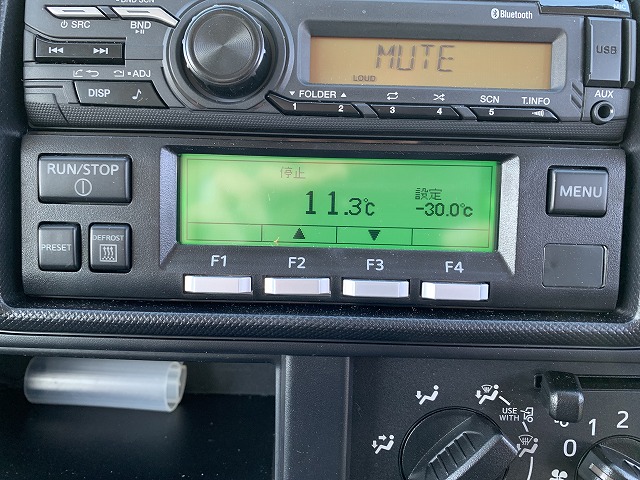 SRC
BND
Bluetooth
MUTE
LOUD
USB
ADJ
DISP
FOLDER
1 2 3 4 5
SCN
T.INFO
AUX
RUN/STOP
停止
11.3℃
設定
-30.0℃
MENU
PRESET
DEFROST
▲ ▼
F1 F2 F3 F4
USE WITH
0 1 2